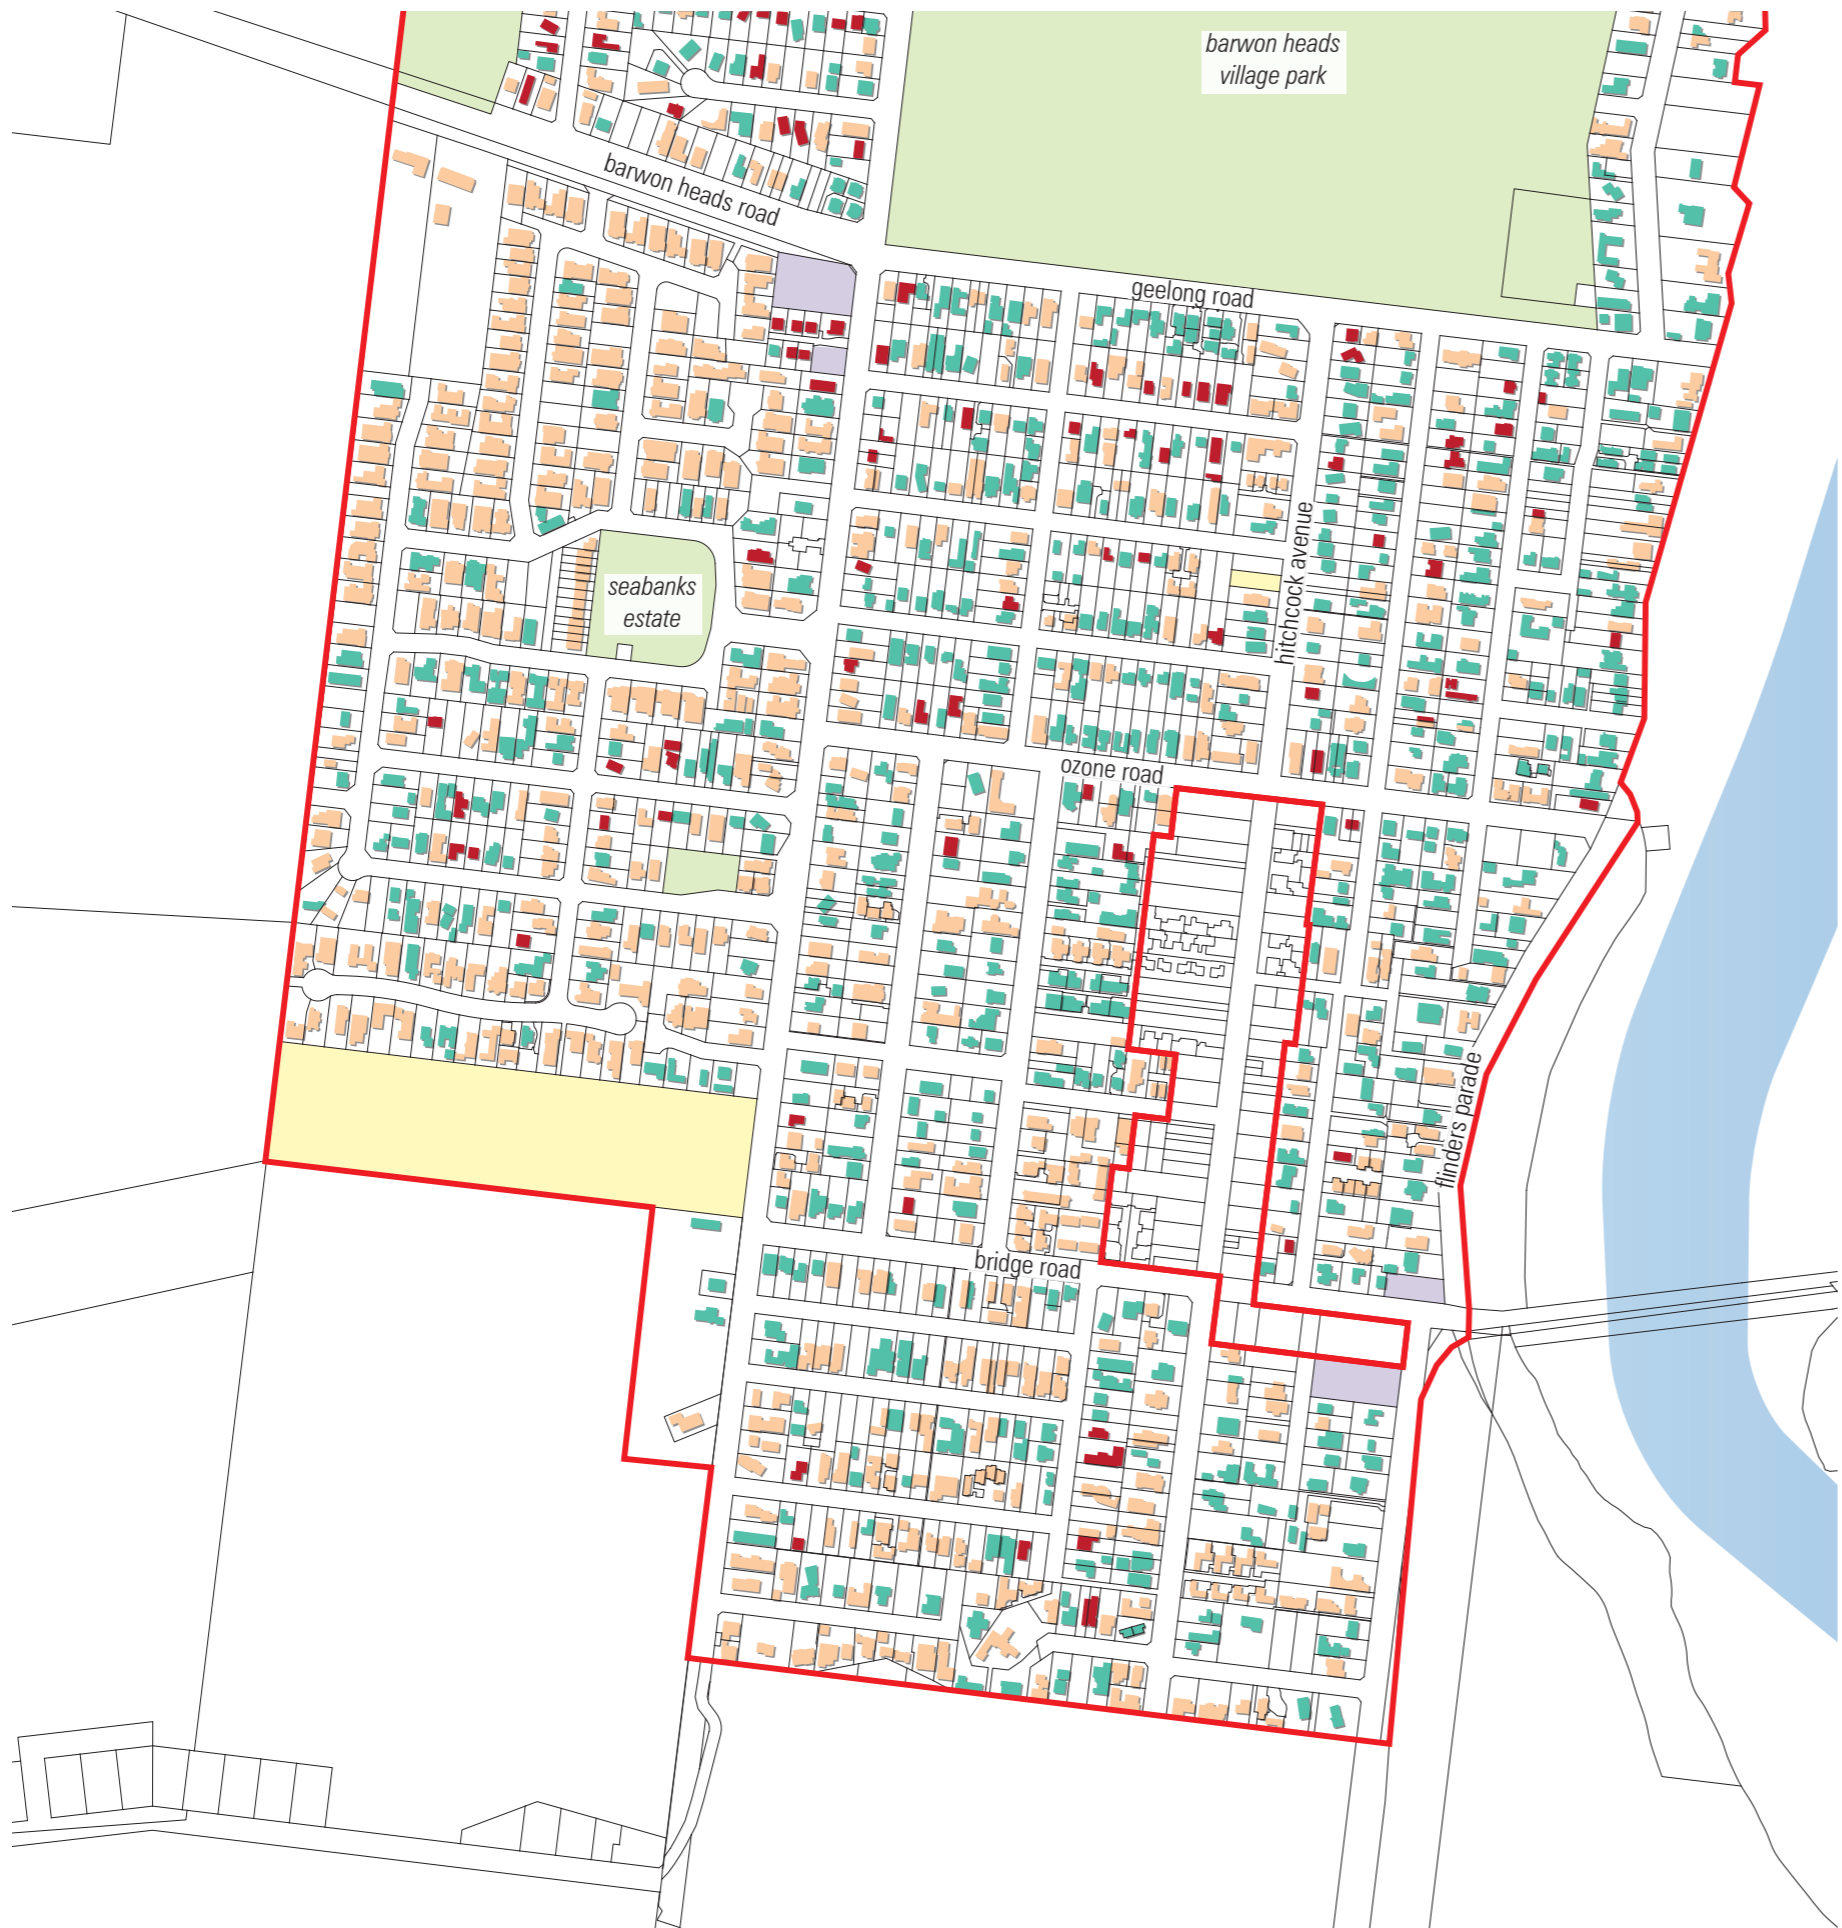 barwon heads
village park
barwon heads road
geelong road
hitchcock avenue
seabanks
estate
ozone road
flinders parade
bridge road